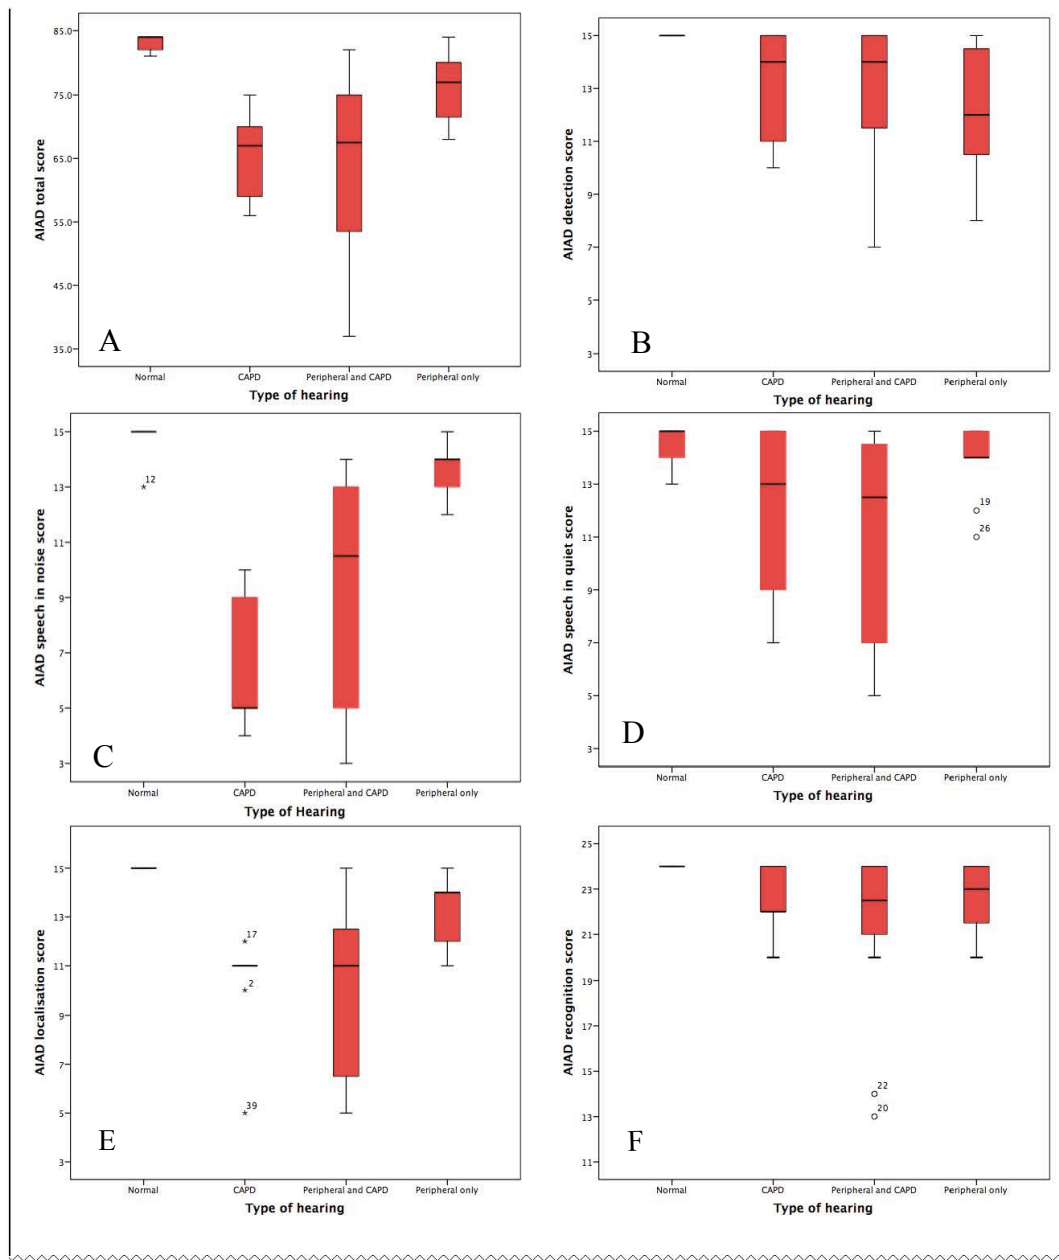 AIAD total score
85.0
75.0
65.0
55.0
45.0
35.0
A
Normal
CAPD
Peripheral and CAPD
Peripheral only
Type of hearing
AIAD detection score
15
13
11
9
7
5
3
B
Normal
CAPD
Peripheral and CAPD
Peripheral only
Type of hearing
AIAD speech in noise score
15
13
11
9
7
5
3
12
C
Normal
CAPD
Peripheral and CAPD
Peripheral only
Type of Hearing
AIAD speech in quiet score
15
13
11
9
7
5
3
19
26
D
Normal
CAPD
Peripheral and CAPD
Peripheral only
Type of hearing
AIAD localisation score
15
13
11
9
7
5
3
17
2
39
E
Normal
CAPD
Peripheral and CAPD
Peripheral only
Type of hearing
AIAD recognition score
25
23
21
19
17
15
13
11
22
20
F
Normal
CAPD
Peripheral and CAPD
Peripheral only
Type of hearing